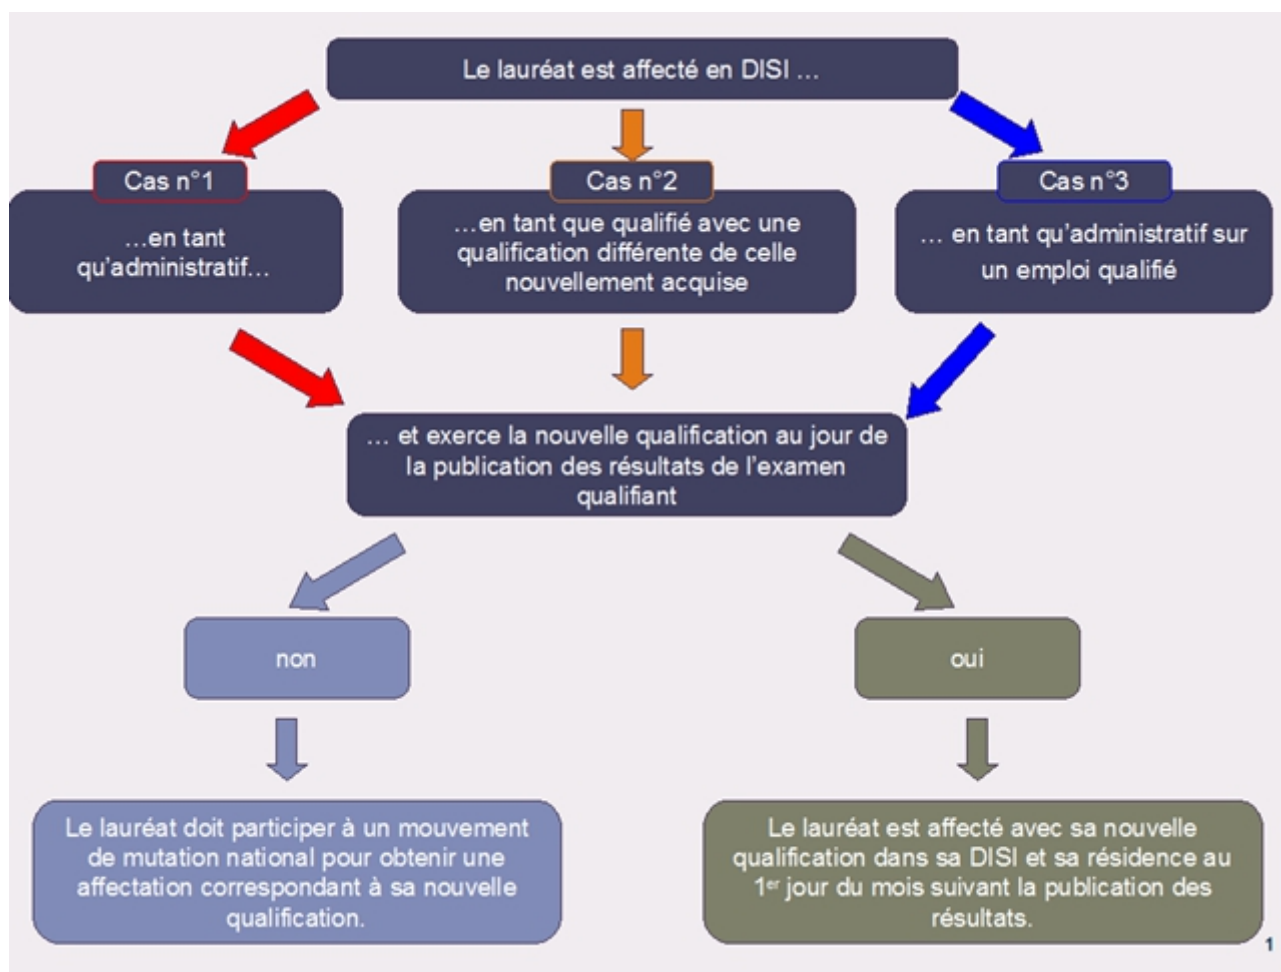 Le lauréat est affecté en DISI …
Cas n°1
…en tant
qu'administratif…
Cas n°2
…en tant que qualifié avec une
qualification différente de celle
nouvellement acquise
Cas n°3
… en tant qu'administratif sur
un emploi qualifié
… et exerce la nouvelle qualification au jour de
la publication des résultats de l'examen
qualifiant
non
oui
Le lauréat doit participer à un mouvement
de mutation national pour obtenir une
affectation correspondant à sa nouvelle
qualification.
Le lauréat est affecté avec sa nouvelle
qualification dans sa DISI et sa résidence au
1er jour du mois suivant la publication des
résultats.
1